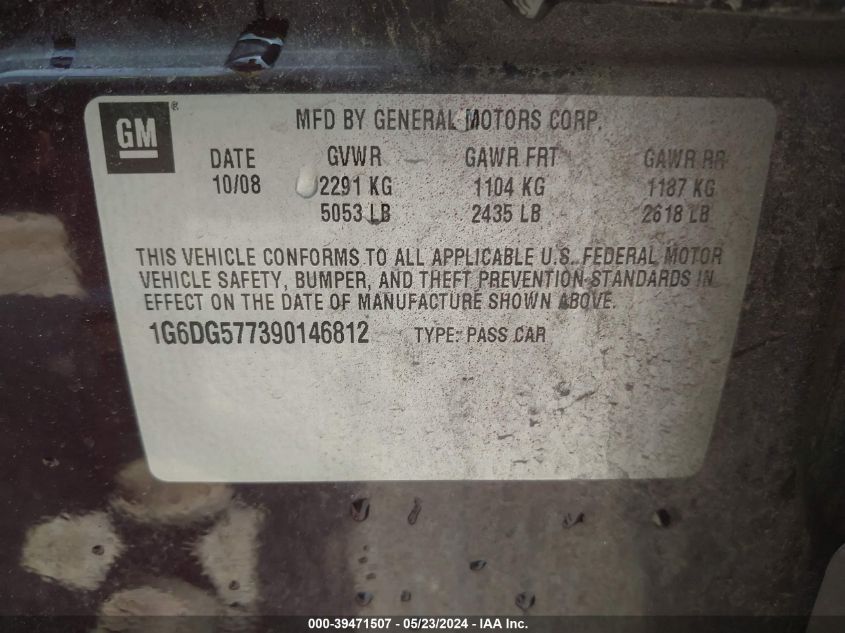 GM®
MFD BY GENERAL MOTORS CORP.
DATE GVWR GAWR FRT GAWR RR
10/08 2291 KG 1104 KG 1187 KG
5053 LB 2435 LB 2618 LB
THIS VEHICLE CONFORMS TO ALL APPLICABLE U.S. FEDERAL MOTOR
VEHICLE SAFETY, BUMPER, AND THEFT PREVENTION STANDARDS IN
EFFECT ON THE DATE OF MANUFACTURE SHOWN ABOVE.
1G6DG577390146812 TYPE: PASS CAR
000-39471507 - 05/23/2024 - IAA Inc.